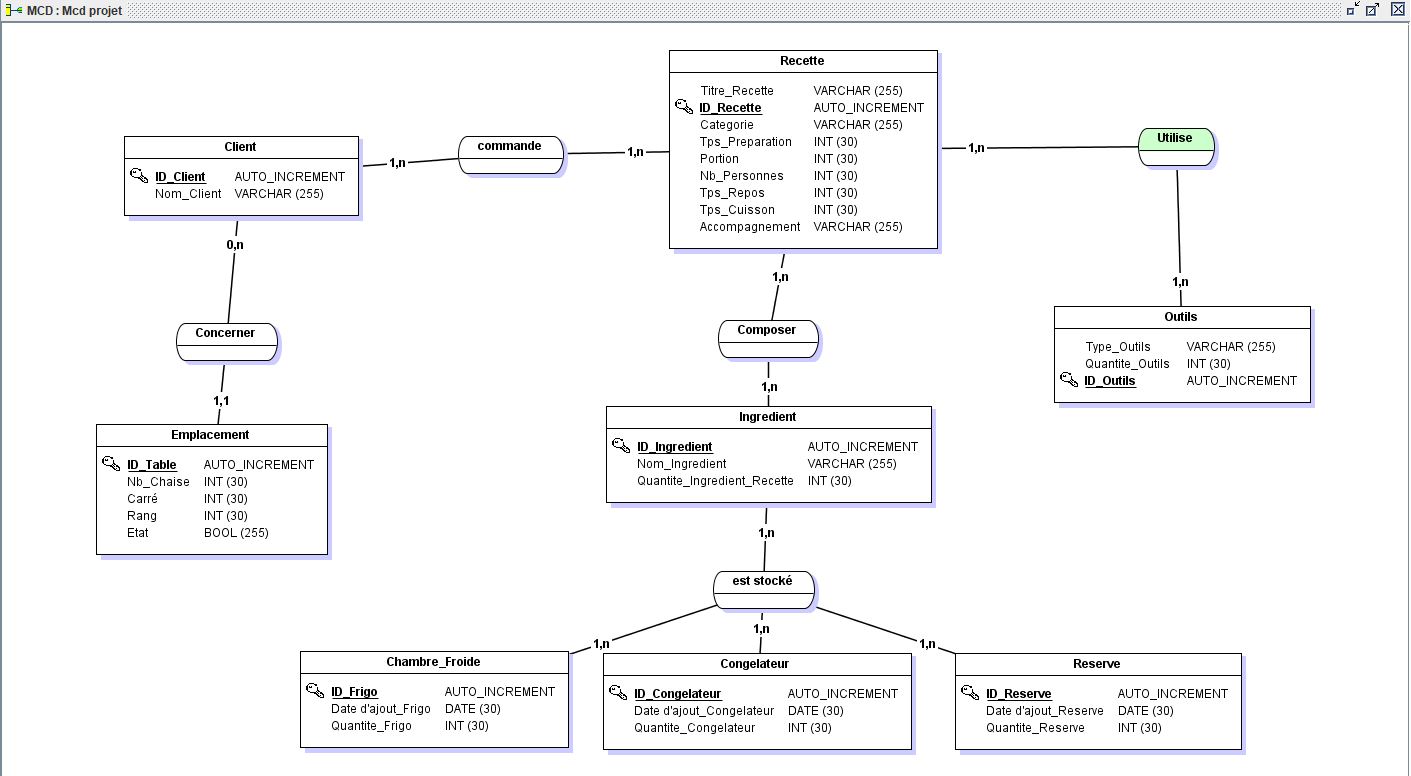 MCD : Mcd projet
Recette
Titre_Recette VARCHAR (255)
ID_Recette AUTO_INCREMENT
Categorie VARCHAR (255)
Tps_Preparation INT (30)
Portion INT (30)
Nb_Personnes INT (30)
Tps_Repos INT (30)
Tps_Cuisson INT (30)
Accompagnement VARCHAR (255)
Client
ID_Client AUTO_INCREMENT
Nom_Client VARCHAR (255)
1,n
commande
1,n
1,n
Utilise
0,n
1,n
1,n
Concerner
Composer
Outils
Type_Outils VARCHAR (255)
Quantite_Outils INT (30)
ID_Outils AUTO_INCREMENT
1,1
1,n
Emplacement
ID_Table AUTO_INCREMENT
Nb_Chaise INT (30)
Carré INT (30)
Rang INT (30)
Etat BOOL (255)
Ingredient
ID_Ingredient AUTO_INCREMENT
Nom_Ingredient VARCHAR (255)
Quantite_Ingredient_Recette INT (30)
1,n
est stocké
1,n
1,n
1,n
Chambre_Froide
ID_Frigo AUTO_INCREMENT
Date d'ajout_Frigo DATE (30)
Quantite_Frigo INT (30)
Congelateur
ID_Congelateur AUTO_INCREMENT
Date d'ajout_Congelateur DATE (30)
Quantite_Congelateur INT (30)
Reserve
ID_Reserve AUTO_INCREMENT
Date d'ajout_Reserve DATE (30)
Quantite_Reserve INT (30)